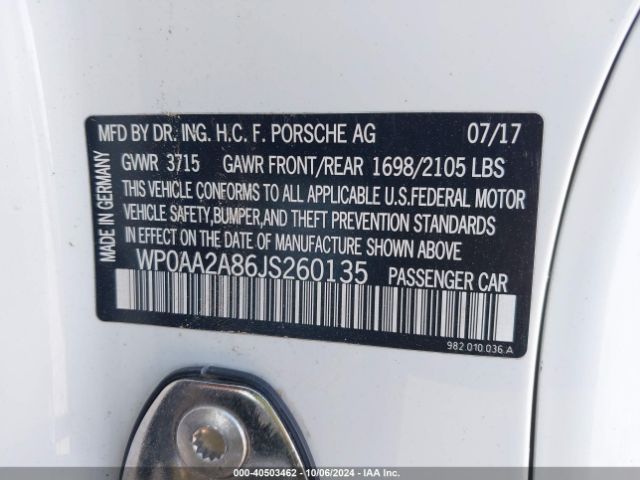 MFD BY DR. ING. H.C. F. PORSCHE AG 07/17
GVWR 3715 GAWR FRONT/REAR 1698/2105 LBS
THIS VEHICLE CONFORMS TO ALL APPLICABLE U.S.FEDERAL MOTOR
VEHICLE SAFETY,BUMPER,AND THEFT PREVENTION STANDARDS
IN EFFECT ON THE DATE OF MANUFACTURE SHOWN ABOVE
WP0AA2A86JS260135 PASSENGER CAR
MADE IN GERMANY
982.010.036.A
000-40503462 - 10/06/2024 - IAA Inc.